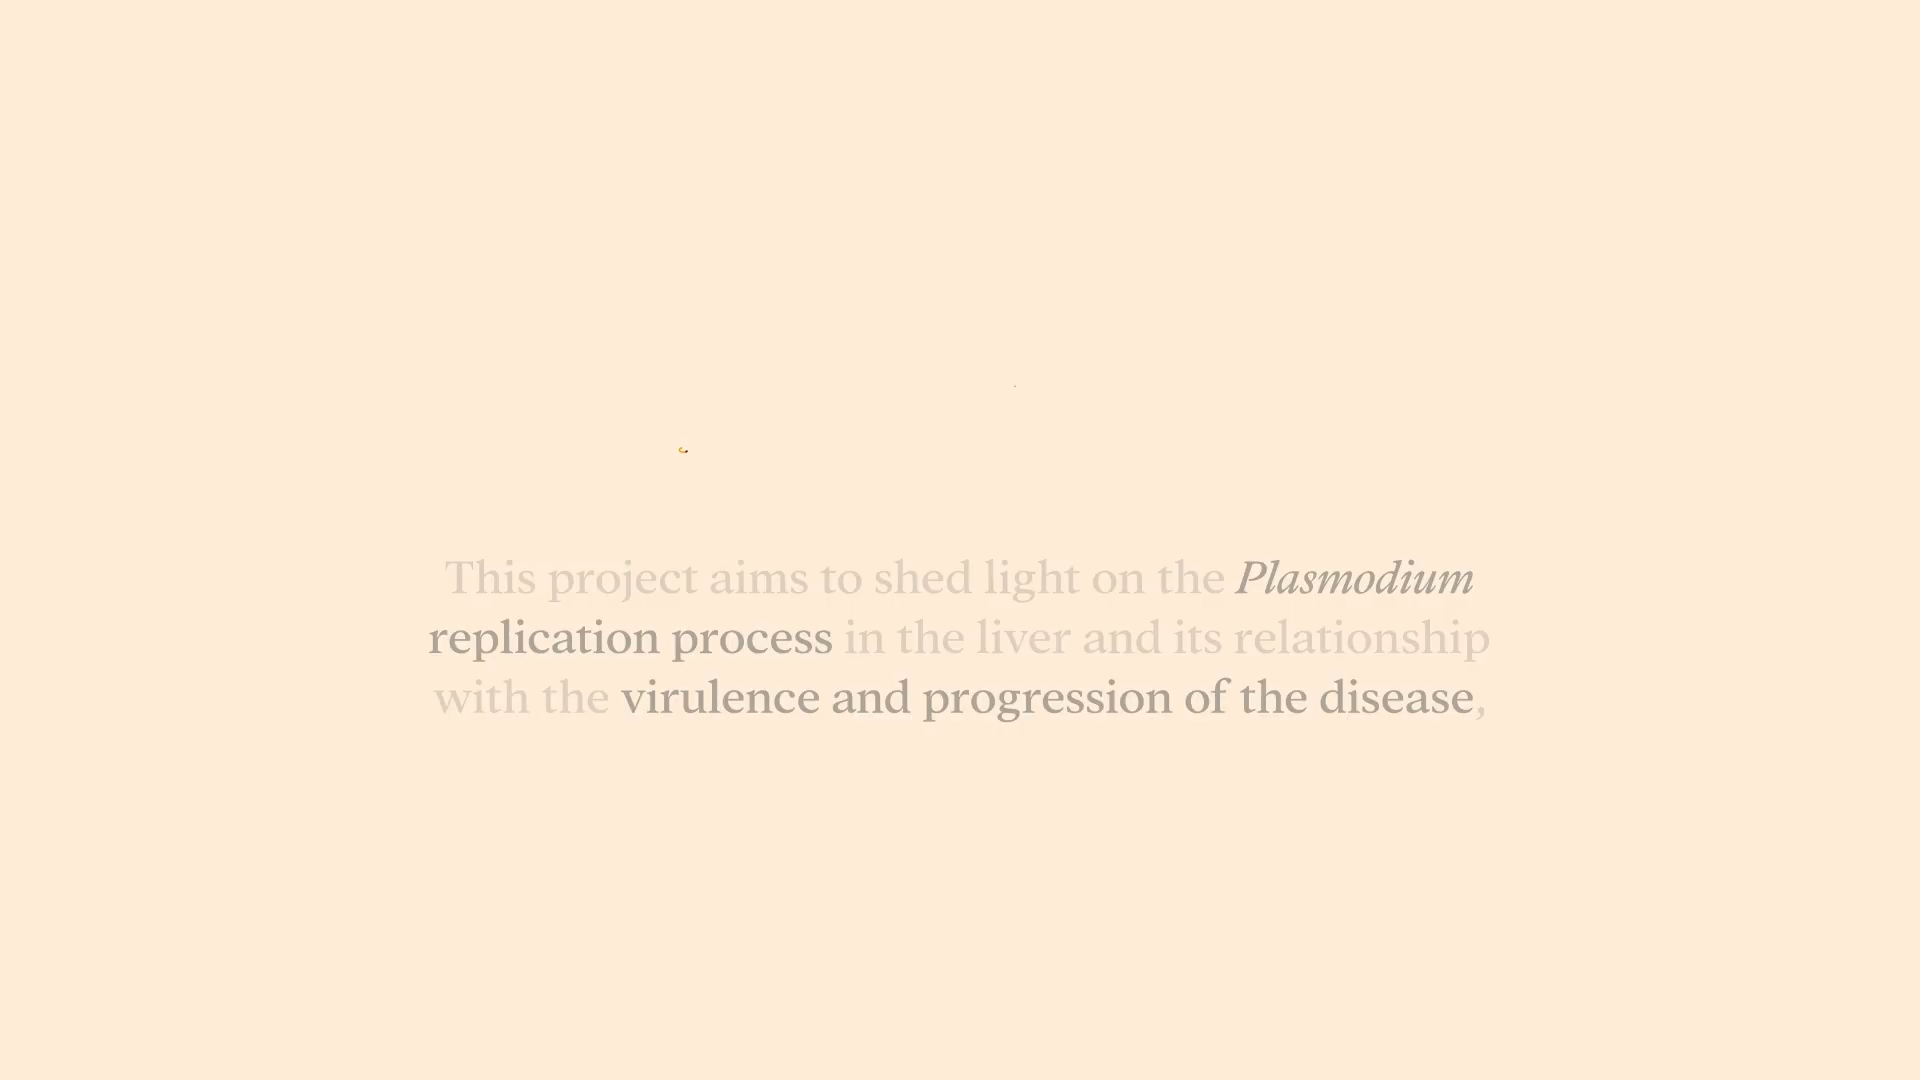 This project aims to shed light on the Plasmodium
replication process in the liver and its relationship
with the virulence and progression of the disease,